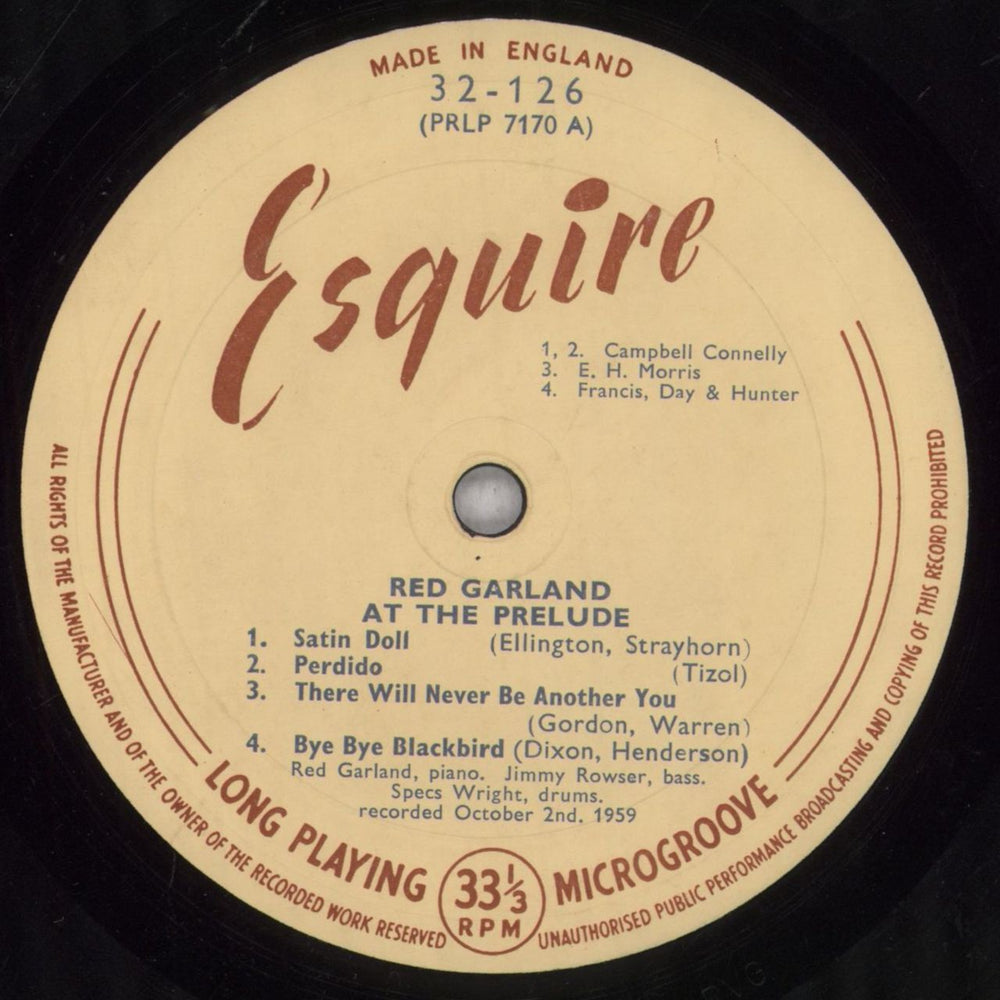 MADE IN ENGLAND
32-126
(PRLP 7170 A)
Esquire
1, 2. Campbell Connelly
3. E. H. Morris
4. Francis, Day & Hunter
RED GARLAND
AT THE PRELUDE
1. Satin Doll (Ellington, Strayhorn)
2. Perdido (Tizol)
3. There Will Never Be Another You
(Gordon, Warren)
4. Bye Bye Blackbird (Dixon, Henderson)
Red Garland, piano. Jimmy Rowser, bass.
Specs Wright, drums.
recorded October 2nd. 1959
LONG PLAYING
33⅓
RPM
MICROGROOVE
ALL RIGHTS OF THE MANUFACTURER AND OF THE OWNER OF THE RECORDED WORK RESERVED
UNAUTHORISED PUBLIC PERFORMANCE BROADCASTING AND COPYING OF THIS RECORD PROHIBITED